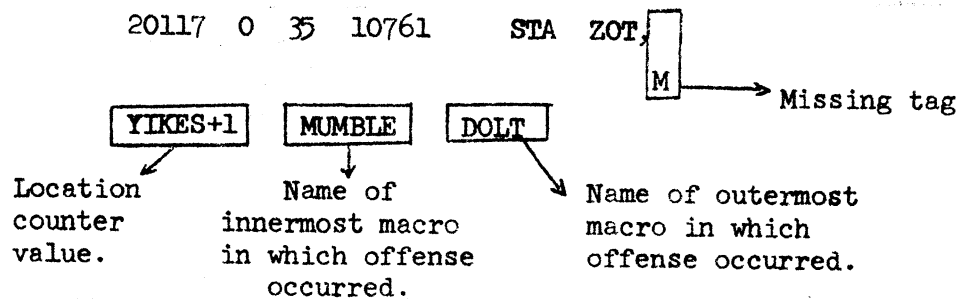 20117 0 35 10761 STA ZOT,
M
Missing tag
YIKES+1 MUMBLE DOLT
Location
counter
value.
Name of
innermost macro
in which offense
occurred.
Name of outermost
macro in which
offense occurred.